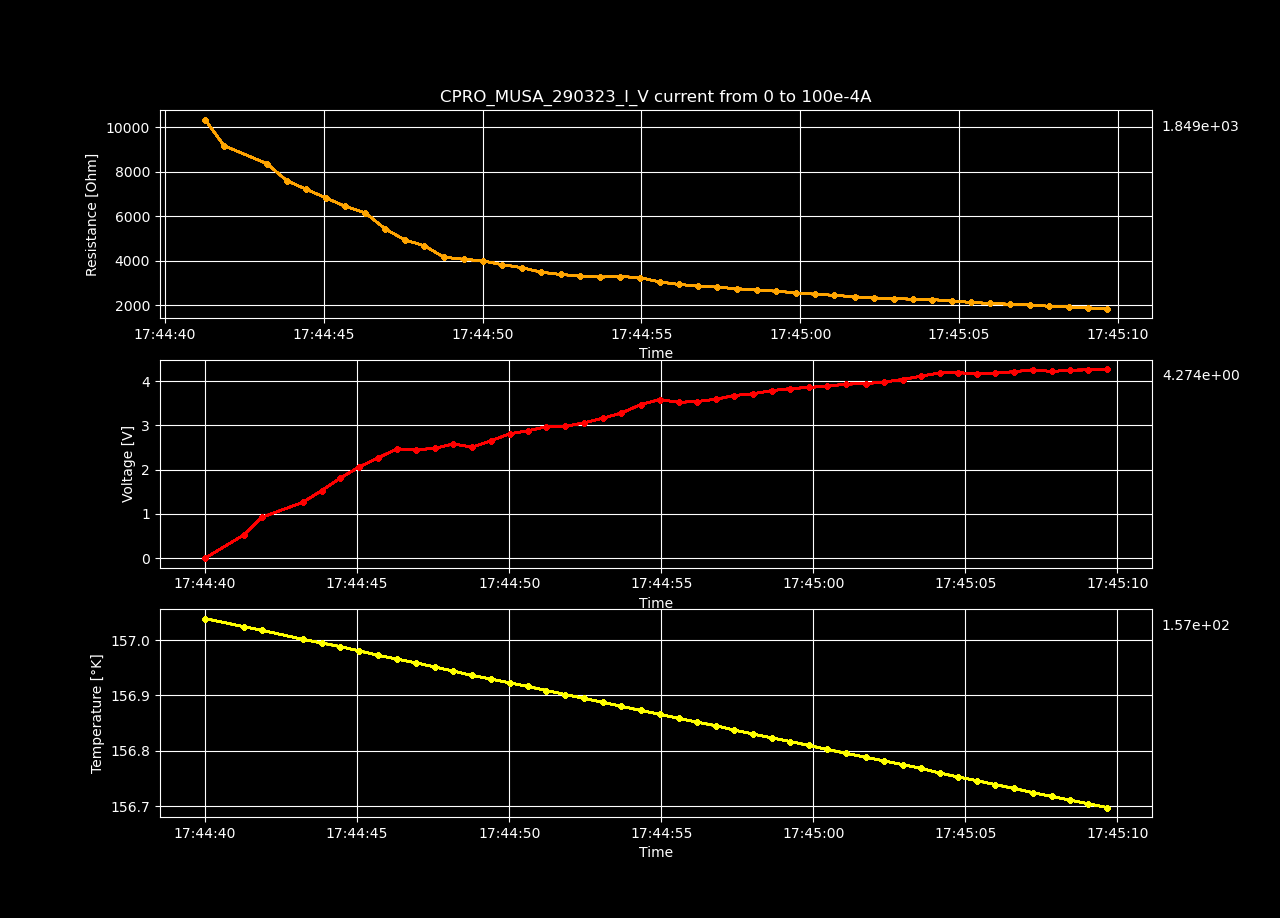 CPRO_MUSA_290323_I_V current from 0 to 100e-4A
1.849e+03
Resistance [Ohm]
10000
8000
6000
4000
2000
17:44:40 17:44:45 17:44:50 17:44:55 17:45:00 17:45:05 17:45:10
Time
4.274e+00
Voltage [V]
4
3
2
1
0
17:44:40 17:44:45 17:44:50 17:44:55 17:45:00 17:45:05 17:45:10
Time
1.57e+02
Temperature [°K]
157.0
156.9
156.8
156.7
17:44:40 17:44:45 17:44:50 17:44:55 17:45:00 17:45:05 17:45:10
Time